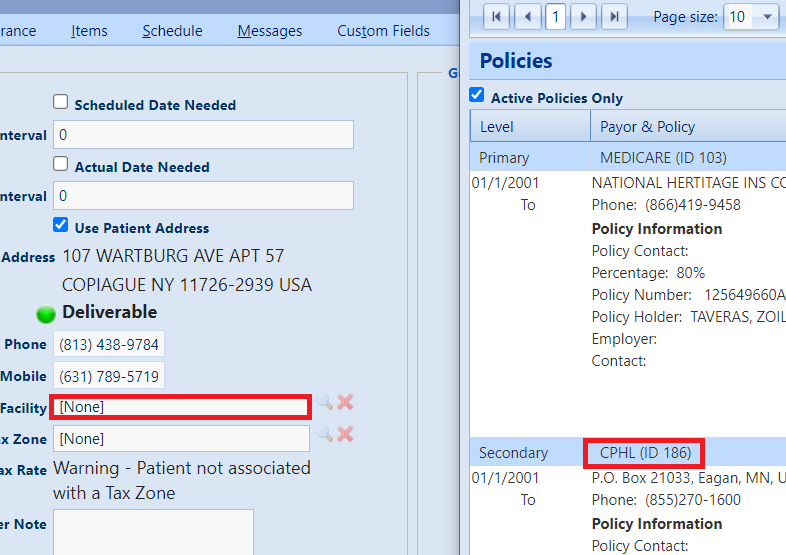 rance Items Schedule Messages Custom Fields
Scheduled Date Needed
nterval 0
Actual Date Needed
nterval 0
Use Patient Address
Address 107 WARTBURG AVE APT 57
COPIAGUE NY 11726-2939 USA
Deliverable
Phone (813) 438-9784
Mobile (631) 789-5719
Facility [None]
ax Zone [None]
ax Rate Warning - Patient not associated
with a Tax Zone
er Note
G
1 Page size: 10
Policies
Active Policies Only
Level Payor & Policy
Primary MEDICARE (ID 103)
01/1/2001 NATIONAL HERTITAGE INS CO
To Phone: (866)419-9458
Policy Information
Policy Contact:
Percentage: 80%
Policy Number: 125649660A
Policy Holder: TAVERAS, ZOIL
Employer:
Contact:
Secondary CPHL (ID 186)
01/1/2001 P.O. Box 21033, Eagan, MN, U
To Phone: (855)270-1600
Policy Information
Policy Contact: